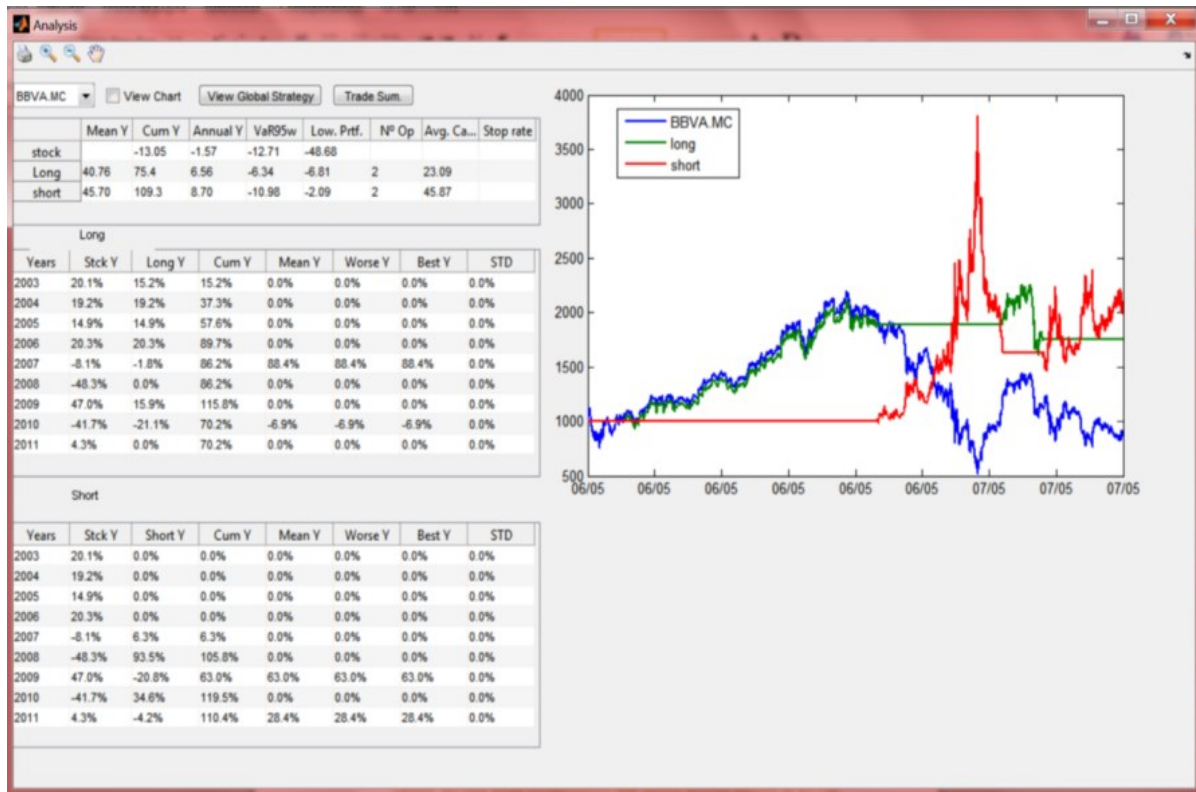 Analysis
BBVA.MC View Chart View Global Strategy Trade Sum.
Mean Y Cum Y Annual Y VaR95w Low. Prtf. Nº Op Avg. Ca... Stop rate
stock -13.05 -1.57 -12.71 -48.68
Long 40.76 75.4 6.56 -6.34 -6.81 2 23.09
short 45.70 109.3 8.70 -10.98 -2.09 2 45.87
Long
Years Stck Y Long Y Cum Y Mean Y Worse Y Best Y STD
2003 20.1% 15.2% 15.2% 0.0% 0.0% 0.0% 0.0%
2004 19.2% 19.2% 37.3% 0.0% 0.0% 0.0% 0.0%
2005 14.9% 14.9% 57.6% 0.0% 0.0% 0.0% 0.0%
2006 20.3% 20.3% 89.7% 0.0% 0.0% 0.0% 0.0%
2007 -8.1% -1.8% 86.2% 88.4% 88.4% 88.4% 0.0%
2008 -48.3% 0.0% 86.2% 0.0% 0.0% 0.0% 0.0%
2009 47.0% 15.9% 115.8% 0.0% 0.0% 0.0% 0.0%
2010 -41.7% -21.1% 70.2% -6.9% -6.9% -6.9% 0.0%
2011 4.3% 0.0% 70.2% 0.0% 0.0% 0.0% 0.0%
Short
Years Stck Y Short Y Cum Y Mean Y Worse Y Best Y STD
2003 20.1% 0.0% 0.0% 0.0% 0.0% 0.0% 0.0%
2004 19.2% 0.0% 0.0% 0.0% 0.0% 0.0% 0.0%
2005 14.9% 0.0% 0.0% 0.0% 0.0% 0.0% 0.0%
2006 20.3% 0.0% 0.0% 0.0% 0.0% 0.0% 0.0%
2007 -8.1% 6.3% 6.3% 0.0% 0.0% 0.0% 0.0%
2008 -48.3% 93.5% 105.8% 0.0% 0.0% 0.0% 0.0%
2009 47.0% -20.8% 63.0% 63.0% 63.0% 63.0% 0.0%
2010 -41.7% 34.6% 119.5% 0.0% 0.0% 0.0% 0.0%
2011 4.3% -4.2% 110.4% 28.4% 28.4% 28.4% 0.0%
4000
3500
3000
2500
2000
1500
1000
500
BBVA.MC
long
short
06/05 06/05 06/05 06/05 06/05 06/05 07/05 07/05 07/05